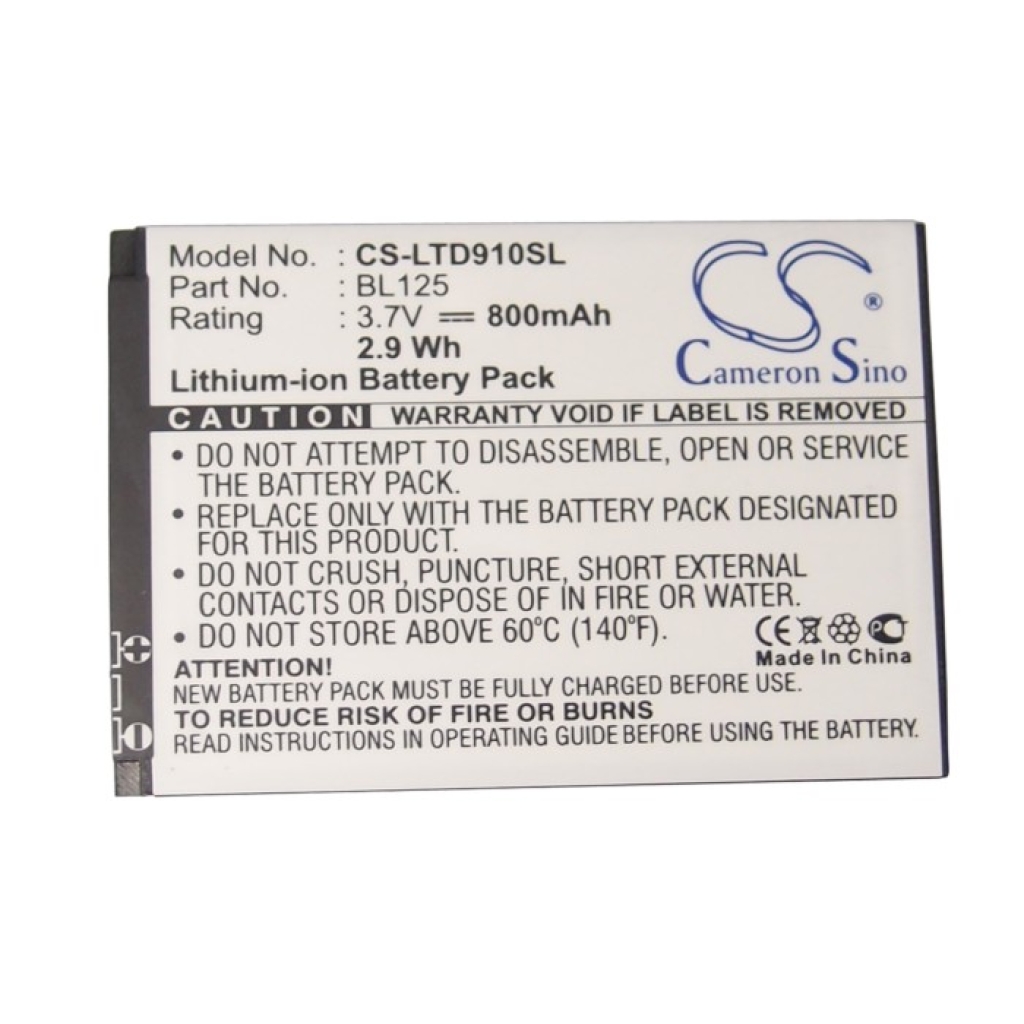 Model No. : CS-LTD910SL
Part No. : BL125
Rating : 3.7V 800mAh
2.9 Wh
Lithium-ion Battery Pack
CS ®
Cameron Sino
CAUTION WARRANTY VOID IF LABEL IS REMOVED
• DO NOT ATTEMPT TO DISASSEMBLE, OPEN OR SERVICE
THE BATTERY PACK.
• REPLACE ONLY WITH THE BATTERY PACK DESIGNATED
FOR THIS PRODUCT.
• DO NOT CRUSH, PUNCTURE, SHORT EXTERNAL
CONTACTS OR DISPOSE OF IN FIRE OR WATER.
• DO NOT STORE ABOVE 60°C (140°F).
CE PC
Made In China
ATTENTION!
NEW BATTERY PACK MUST BE FULLY CHARGED BEFORE USE.
TO REDUCE RISK OF FIRE OR BURNS
READ INSTRUCTIONS IN OPERATING GUIDE BEFORE USING THE BATTERY.